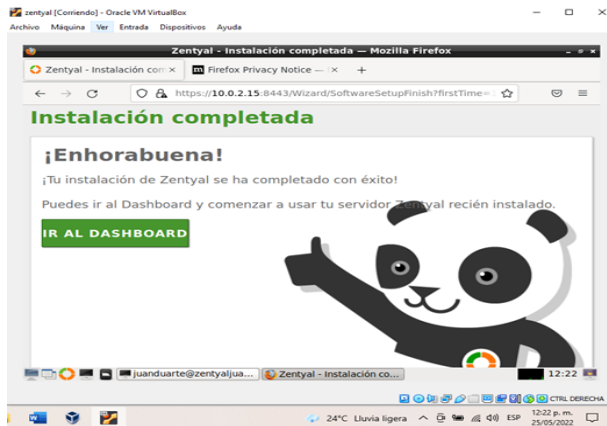 zentyal [Corriendo] - Oracle VM VirtualBox
Archivo Máquina Ver Entrada Dispositivos Ayuda
Zentyal - Instalación completada — Mozilla Firefox
Zentyal - Instalación com
Firefox Privacy Notice —
https://10.0.2.15:8443/Wizard/SoftwareSetupFinish?firstTime=
Instalación completada
¡Enhorabuena!
¡Tu instalación de Zentyal se ha completado con éxito!
Puedes ir al Dashboard y comenzar a usar tu servidor Zentyal recién instalado.
IR AL DASHBOARD
juanduarte@zentyaljua...
Zentyal - Instalación co...
12:22
CTRL DERECHA
24°C Lluvia ligera
ESP
12:22 p. m.
25/05/2022